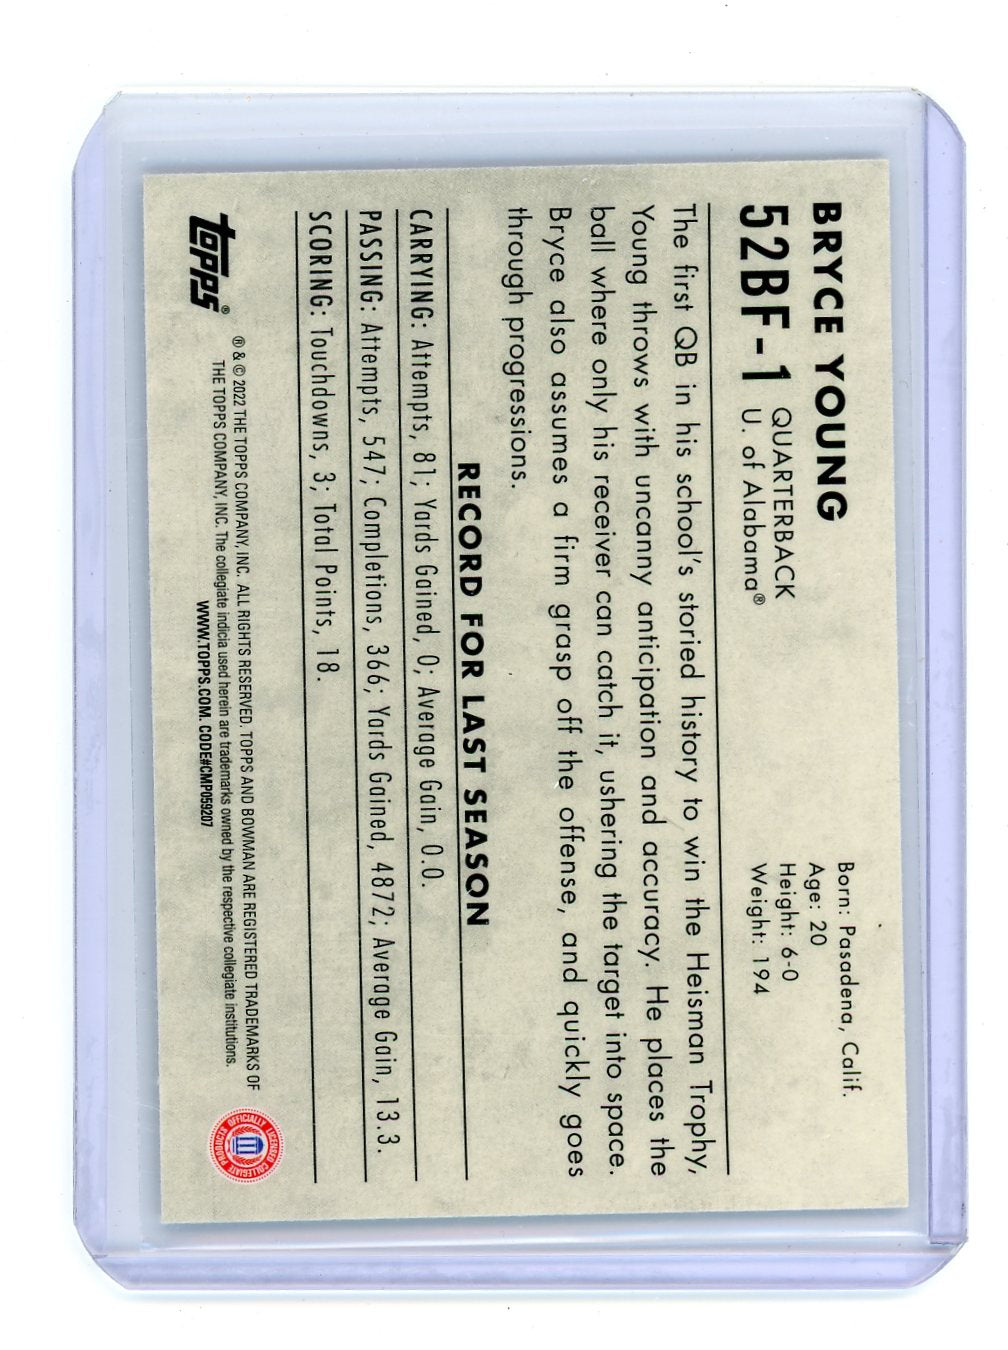 BRYCE YOUNG
52BF-1
QUARTERBACK
U. of Alabama®
Born: Pasadena, Calif.
Age: 20
Height: 6-0
Weight: 194
The first QB in his school's storied history to win the Heisman Trophy,
Young throws with uncanny anticipation and accuracy. He places the
ball where only his receiver can catch it, ushering the target into space.
Bryce also assumes a firm grasp off the offense, and quickly goes
through progressions.
RECORD FOR LAST SEASON
CARRYING: Attempts, 81; Yards Gained, 0; Average Gain, 0.0.
PASSING: Attempts, 547; Completions, 366; Yards Gained, 4872; Average Gain, 13.3.
SCORING: Touchdowns, 3; Total Points, 18.
topps®
® & © 2022 THE TOPPS COMPANY, INC. ALL RIGHTS RESERVED. TOPPS AND BOWMAN ARE REGISTERED TRADEMARKS OF
THE TOPPS COMPANY, INC. The collegiate indicia used herein are trademarks owned by the respective collegiate institutions.
WWW.TOPPS.COM. CODE#CMP059207
OFFICIALLY LICENSED COLLEGIATE PRODUCTS